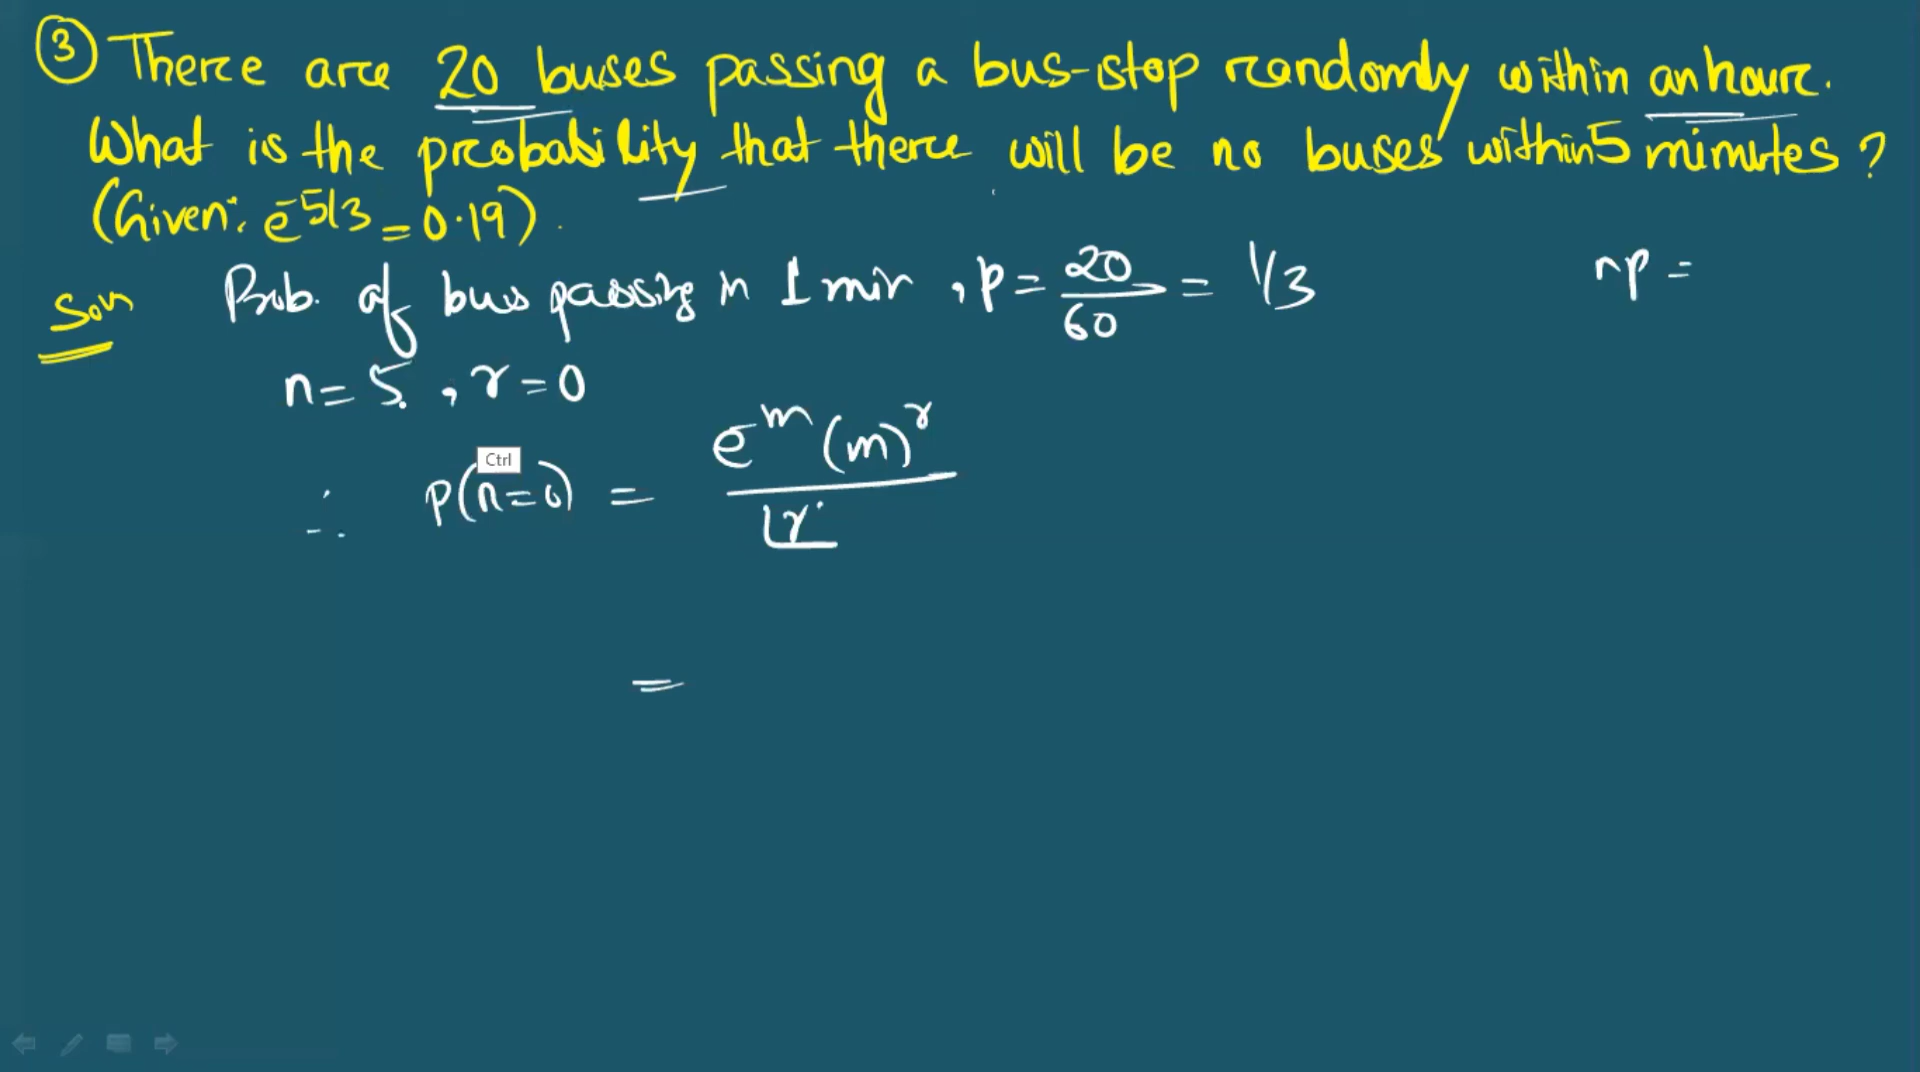 ③ There are 20 buses passing a bus-stop randomly within an hour.
What is the probability that there will be no buses within 5 minutes?
(Given: e^-5/3 = 0.19).
Soln Prob. of bus passing in 1 min, p = 20/60 = 1/3 np =
n = 5, r = 0
Ctrl
∴ P(n=0) = e^-m (m)^r / ⌊r
=